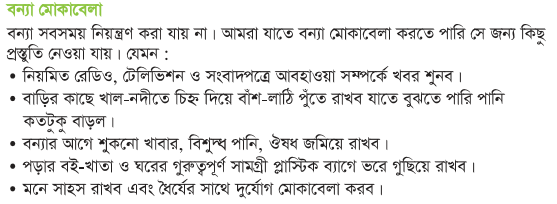 বন্যা মোকাবেলা
বন্যা সবসময় নিয়ন্ত্রণ করা যায় না। আমরা যাতে বন্যা মোকাবেলা করতে পারি সে জন্য কিছু
প্রস্তুতি নেওয়া যায়। যেমন :
• নিয়মিত রেডিও, টেলিভিশন ও সংবাদপত্রে আবহাওয়া সম্পর্কে খবর শুনব।
• বাড়ির কাছে খাল-নদীতে চিহ্ন দিয়ে বাঁশ-লাঠি পুঁতে রাখব যাতে বুঝতে পারি পানি
কতটুকু বাড়ল।
• বন্যার আগে শুকনো খাবার, বিশুদ্ধ পানি, ঔষধ জমিয়ে রাখব।
• পড়ার বই-খাতা ও ঘরের গুরুত্বপূর্ণ সামগ্রী প্লাস্টিক ব্যাগে ভরে গুছিয়ে রাখব।
• মনে সাহস রাখব এবং ধৈর্যের সাথে দুর্যোগ মোকাবেলা করব।